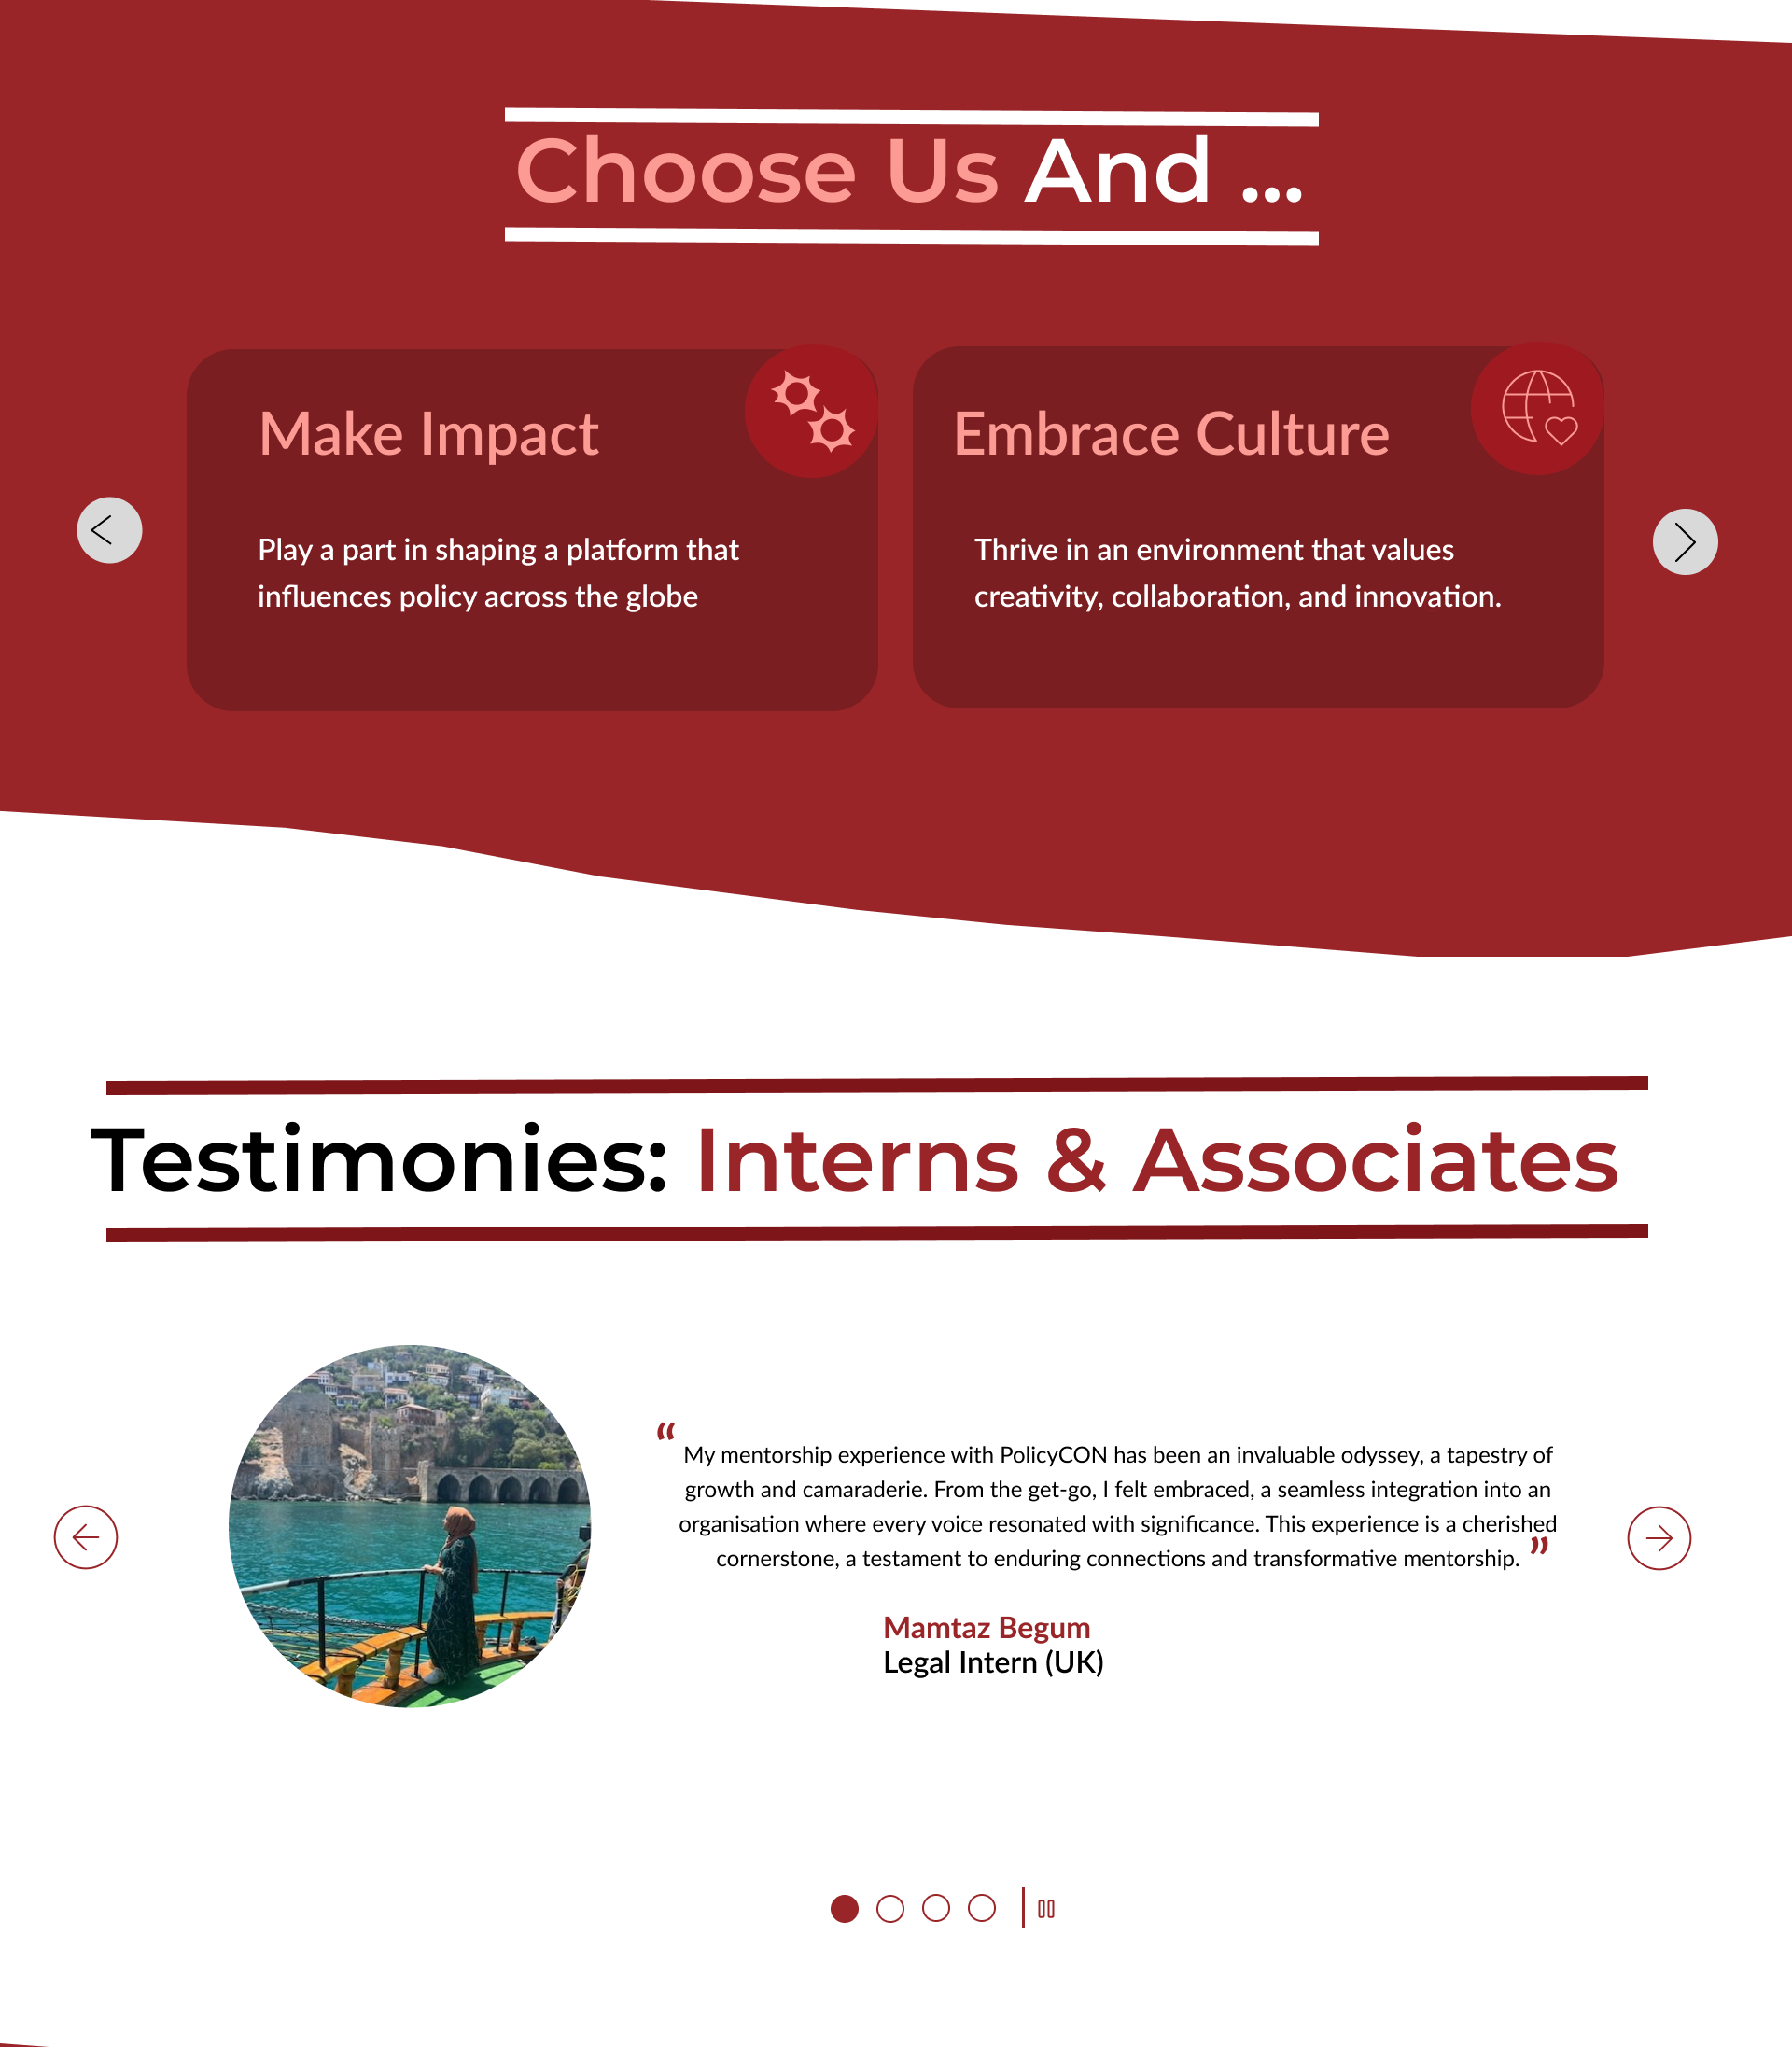 Choose Us And ...
Make Impact
Play a part in shaping a platform that
influences policy across the globe
Embrace Culture
Thrive in an environment that values
creativity, collaboration, and innovation.
Testimonies: Interns & Associates
“ My mentorship experience with PolicyCON has been an invaluable odyssey, a tapestry of
growth and camaraderie. From the get-go, I felt embraced, a seamless integration into an
organisation where every voice resonated with significance. This experience is a cherished
cornerstone, a testament to enduring connections and transformative mentorship. ”
Mamtaz Begum
Legal Intern (UK)